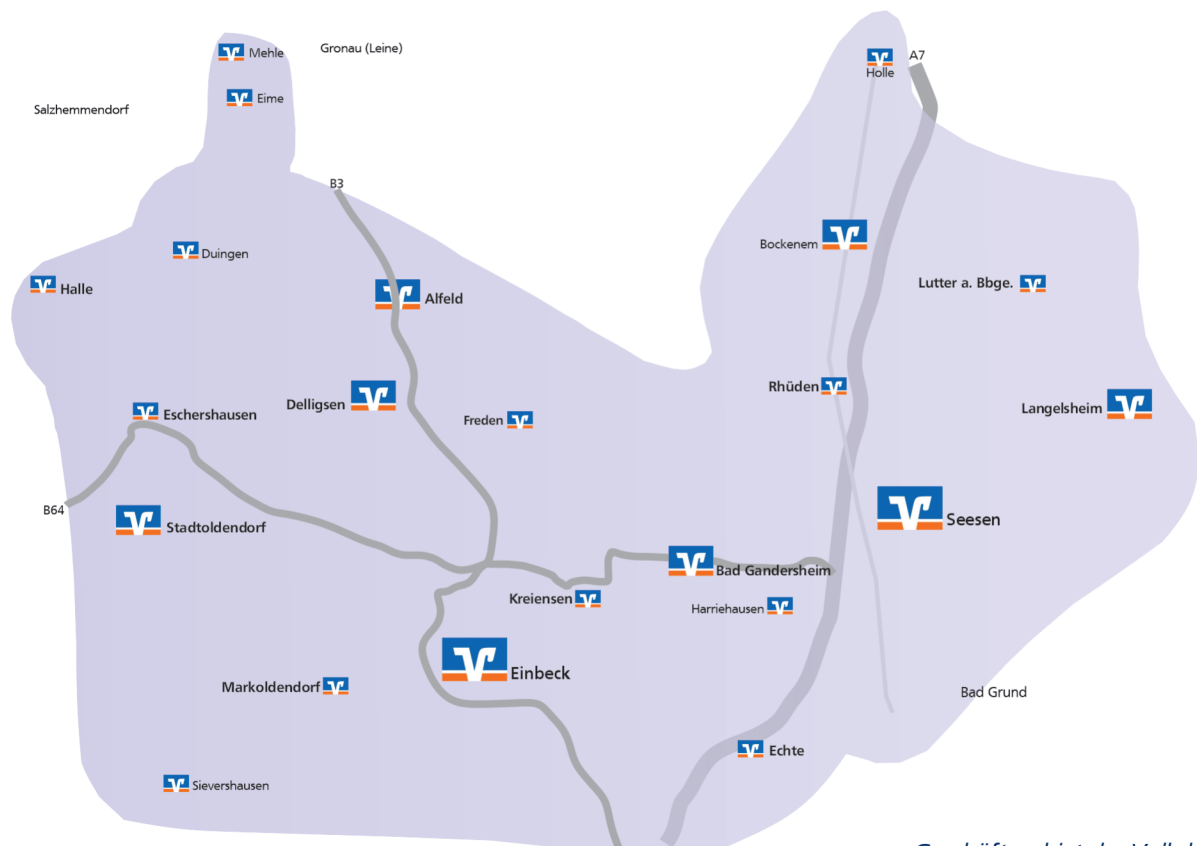 Mehle
Gronau (Leine)
Holle
A7
Eime
Salzhemmendorf
B3
Duingen
Bockenem
Halle
Alfeld
Lutter a. Bbge.
Delligsen
Rhüden
Eschershausen
Freden
Langelsheim
B64
Stadtoldendorf
Seesen
Bad Gandersheim
Kreiensen
Harriehausen
Einbeck
Markoldendorf
Bad Grund
Echte
Sievershausen